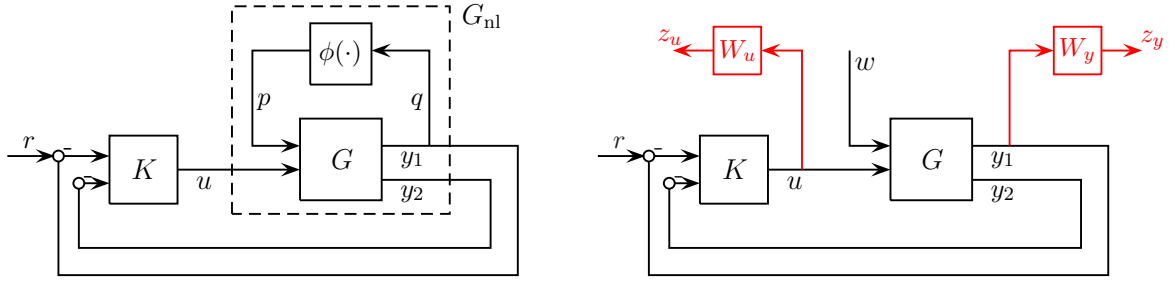 G_nl
φ(·)
p
q
r
-
-
K
u
G
y_1
y_2
z_u
W_u
w
W_y
z_y
r
-
-
K
u
G
y_1
y_2